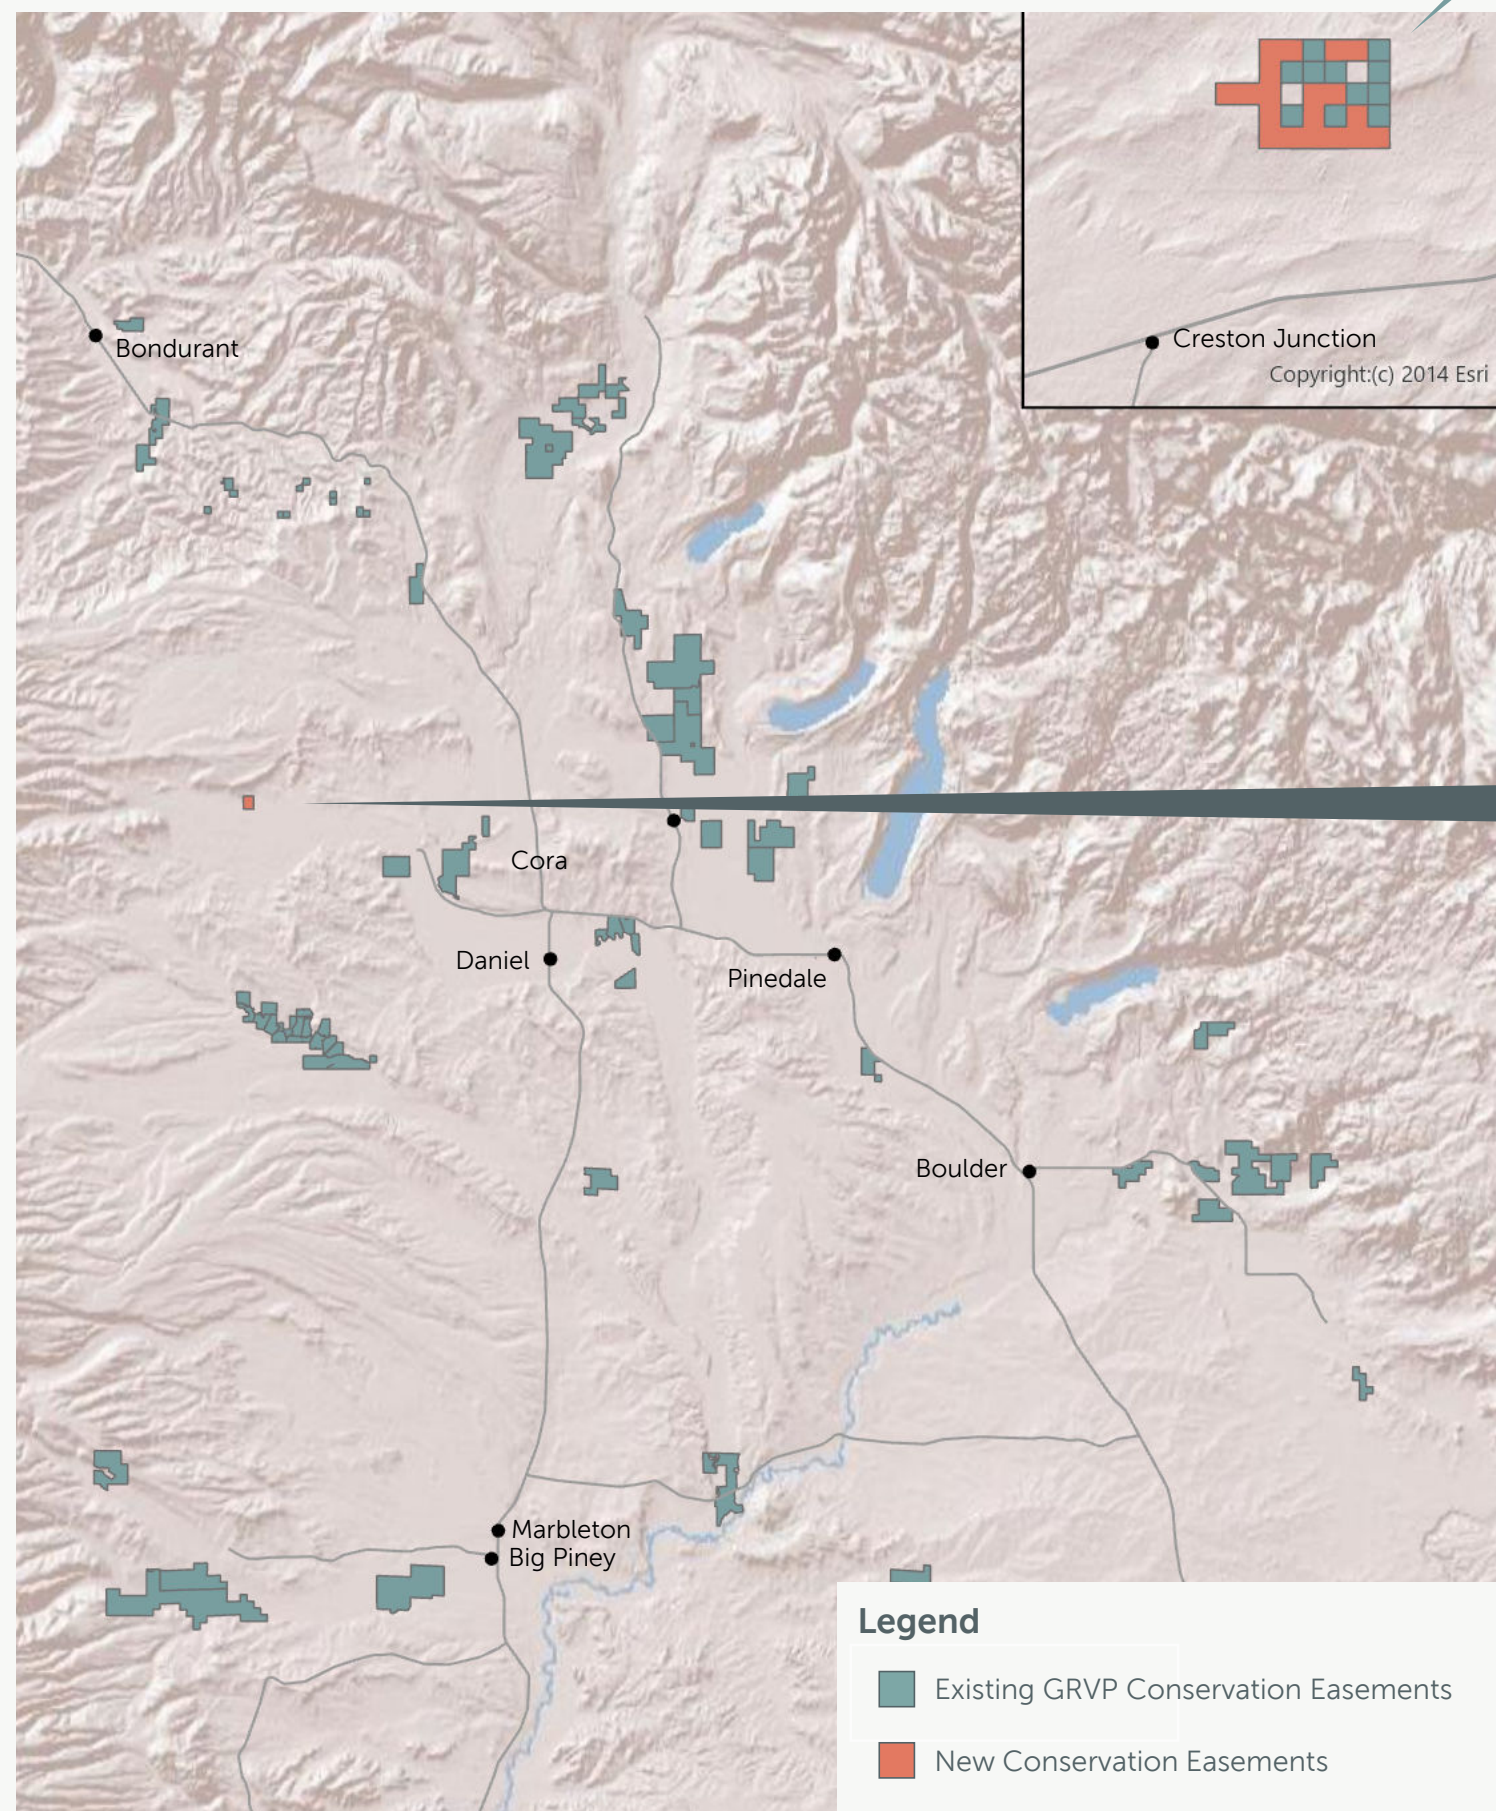 Creston Junction
Copyright:(c) 2014 Esri
Bondurant
Cora
Daniel
Pinedale
Boulder
Marbleton
Big Piney
Legend
Existing GRVP Conservation Easements
New Conservation Easements